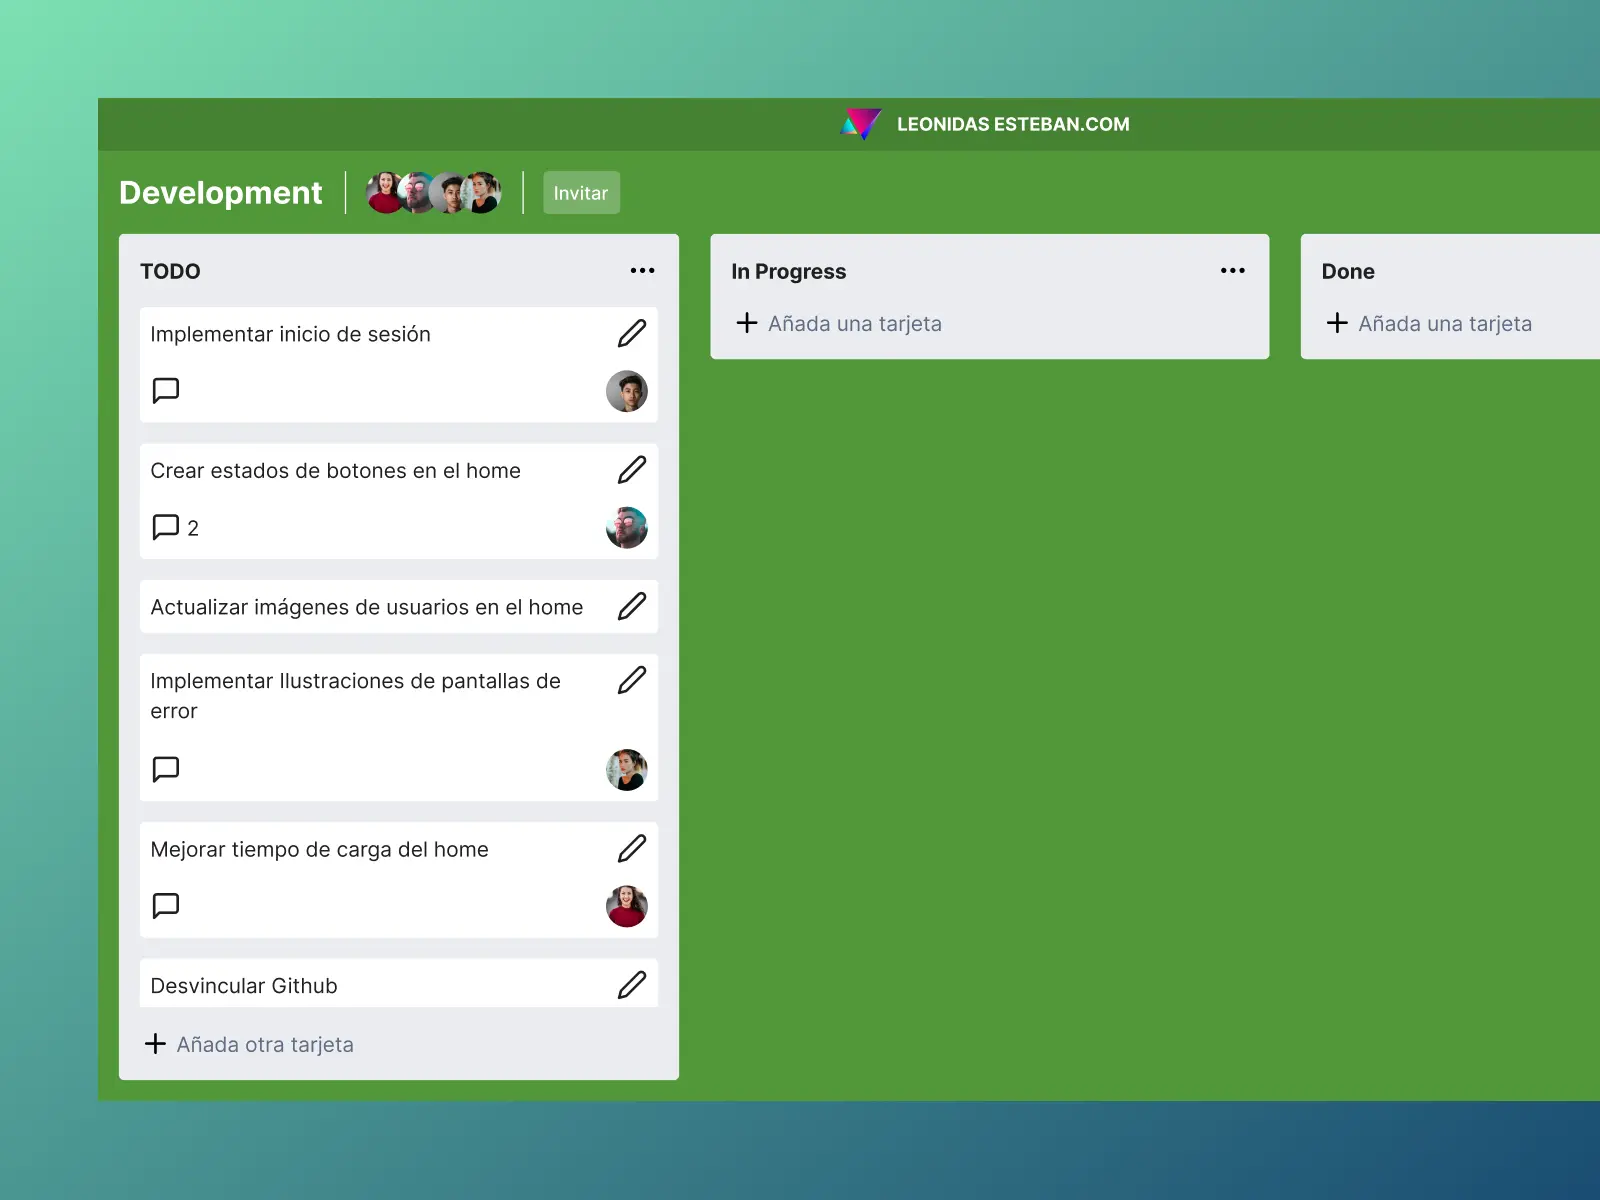 LEONIDAS ESTEBAN.COM
Development
Invitar
TODO
Implementar inicio de sesión
Crear estados de botones en el home
2
Actualizar imágenes de usuarios en el home
Implementar Ilustraciones de pantallas de
error
Mejorar tiempo de carga del home
Desvincular Github
Añada otra tarjeta
In Progress
Añada una tarjeta
Done
Añada una tarjeta